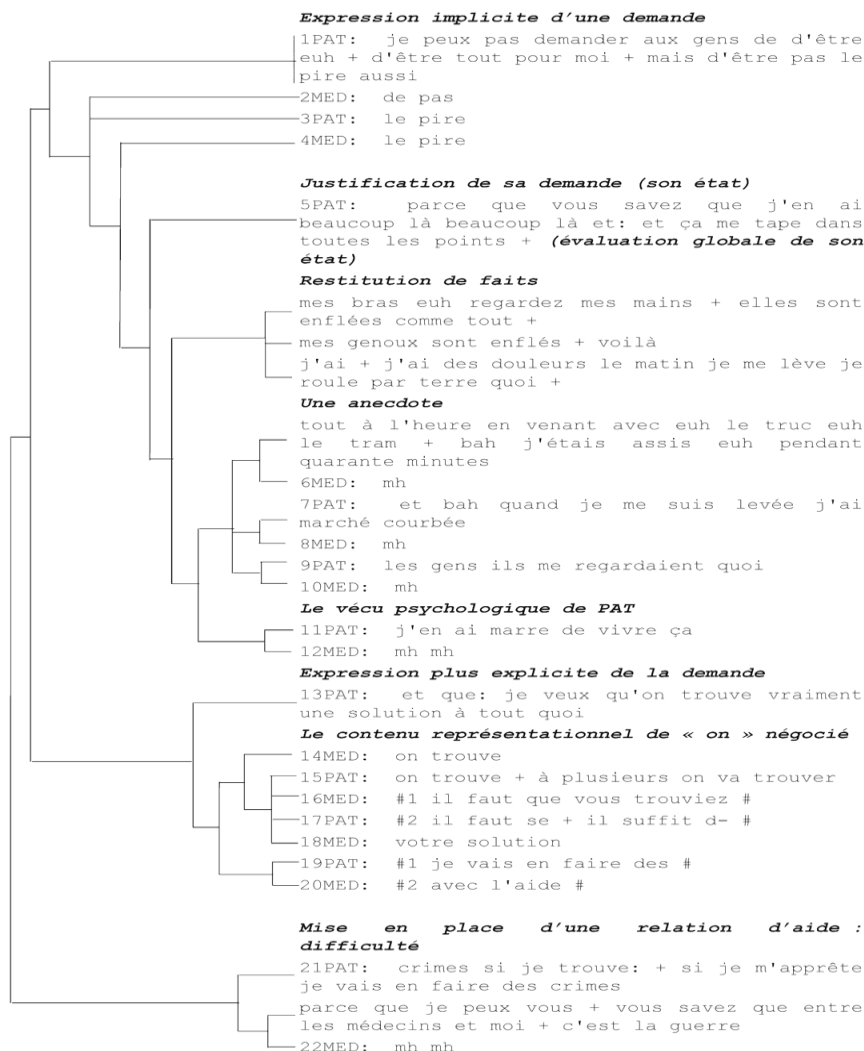 Expression implicite d'une demande
1PAT: je peux pas demander aux gens de d'être
euh + d'être tout pour moi + mais d'être pas le
pire aussi
2MED: de pas
3PAT: le pire
4MED: le pire
Justification de sa demande (son état)
5PAT: parce que vous savez que j'en ai
beaucoup là beaucoup là et: et ça me tape dans
toutes les points + (évaluation globale de son
état)
Restitution de faits
mes bras euh regardez mes mains + elles sont
enflées comme tout +
mes genoux sont enflés + voilà
j'ai + j'ai des douleurs le matin je me lève je
roule par terre quoi +
Une anecdote
tout à l'heure en venant avec euh le truc euh
le tram + bah j'étais assis euh pendant
quarante minutes
6MED: mh
7PAT: et bah quand je me suis levée j'ai
marché courbée
8MED: mh
9PAT: les gens ils me regardaient quoi
10MED: mh
Le vécu psychologique de PAT
11PAT: j'en ai marre de vivre ça
12MED: mh mh
Expression plus explicite de la demande
13PAT: et que: je veux qu'on trouve vraiment
une solution à tout quoi
Le contenu représentationnel de « on » négocié
14MED: on trouve
15PAT: on trouve + à plusieurs on va trouver
16MED: #1 il faut que vous trouviez #
17PAT: #2 il faut se + il suffit d- #
18MED: votre solution
19PAT: #1 je vais en faire des #
20MED: #2 avec l'aide #
Mise en place d'une relation d'aide :
difficulté
21PAT: crimes si je trouve: + si je m'apprête
je vais en faire des crimes
parce que je peux vous + vous savez que entre
les médecins et moi + c'est la guerre
22MED: mh mh